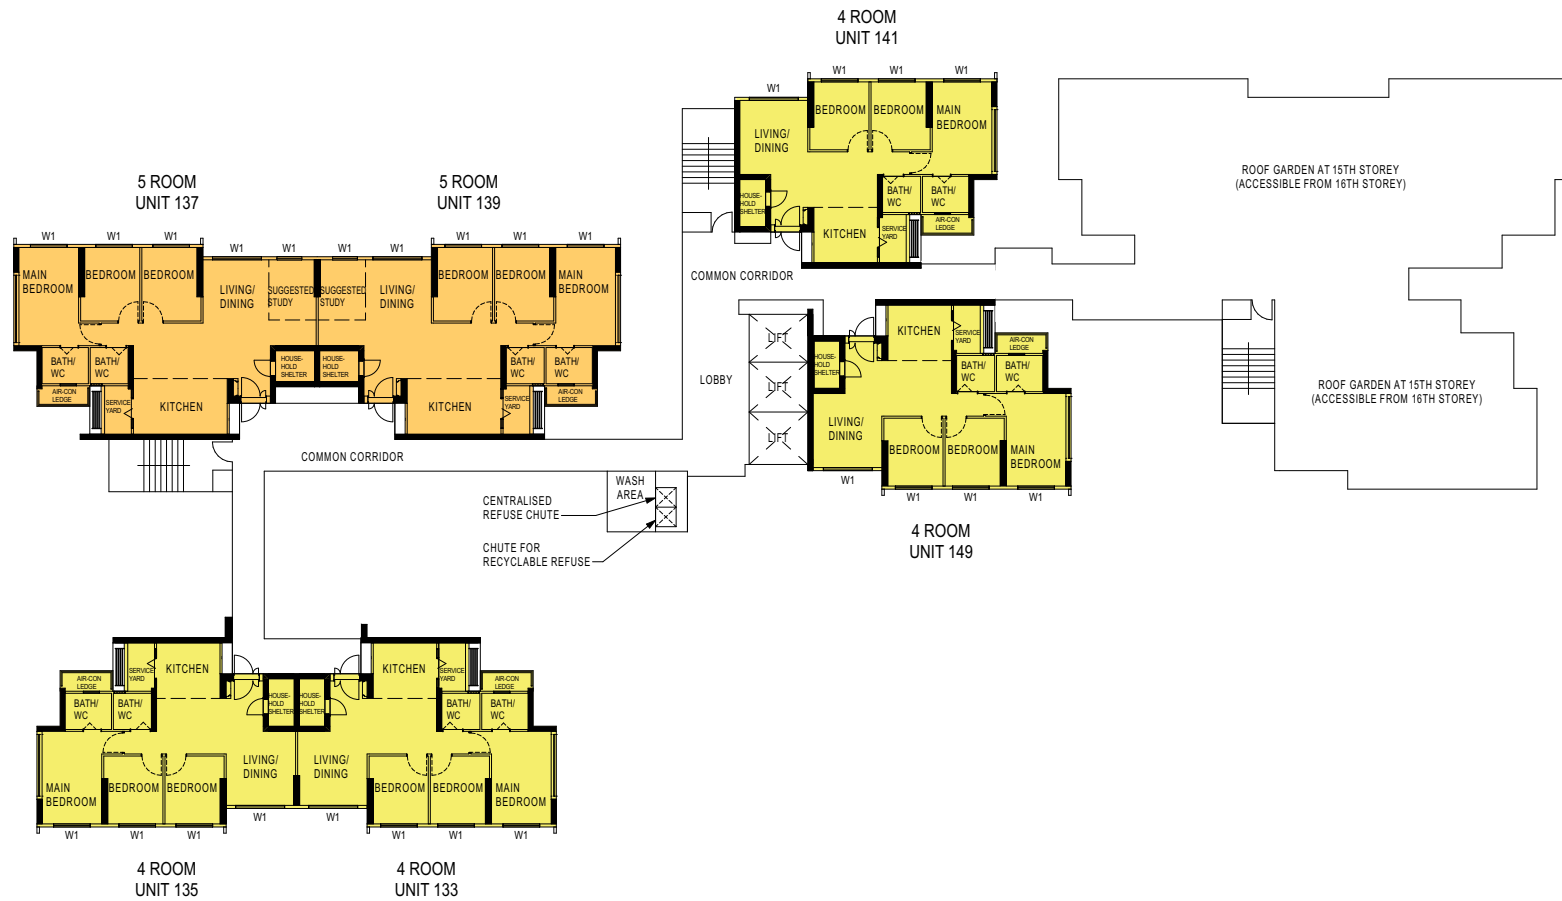 4 ROOM
UNIT 141
W1
W1
W1
W1
BEDROOM
BEDROOM
MAIN
BEDROOM
LIVING/
DINING
HOUSE-
HOLD
SHELTER
BATH/
WC
BATH/
WC
AIR-CON
LEDGE
KITCHEN
SERVICE
YARD
ROOF GARDEN AT 15TH STOREY
(ACCESSIBLE FROM 16TH STOREY)
5 ROOM
UNIT 137
W1
W1
W1
W1
W1
MAIN
BEDROOM
BEDROOM
BEDROOM
LIVING/
DINING
SUGGESTED
STUDY
BATH/
WC
BATH/
WC
AIR-CON
LEDGE
SERVICE
YARD
KITCHEN
HOUSE-
HOLD
SHELTER
5 ROOM
UNIT 139
W1
W1
W1
W1
W1
SUGGESTED
STUDY
LIVING/
DINING
BEDROOM
BEDROOM
MAIN
BEDROOM
HOUSE-
HOLD
SHELTER
BATH/
WC
BATH/
WC
AIR-CON
LEDGE
KITCHEN
SERVICE
YARD
COMMON CORRIDOR
LOBBY
LIFT
LIFT
LIFT
KITCHEN
SERVICE
YARD
AIR-CON
LEDGE
HOUSE-
HOLD
SHELTER
BATH/
WC
BATH/
WC
LIVING/
DINING
BEDROOM
BEDROOM
MAIN
BEDROOM
W1
W1
W1
W1
4 ROOM
UNIT 149
ROOF GARDEN AT 15TH STOREY
(ACCESSIBLE FROM 16TH STOREY)
COMMON CORRIDOR
WASH
AREA
CENTRALISED
REFUSE CHUTE
CHUTE FOR
RECYCLABLE REFUSE
AIR-CON
LEDGE
SERVICE
YARD
KITCHEN
BATH/
WC
BATH/
WC
HOUSE-
HOLD
SHELTER
MAIN
BEDROOM
BEDROOM
BEDROOM
LIVING/
DINING
W1
W1
W1
W1
4 ROOM
UNIT 135
HOUSE-
HOLD
SHELTER
KITCHEN
SERVICE
YARD
AIR-CON
LEDGE
BATH/
WC
BATH/
WC
LIVING/
DINING
BEDROOM
BEDROOM
MAIN
BEDROOM
W1
W1
W1
W1
4 ROOM
UNIT 133